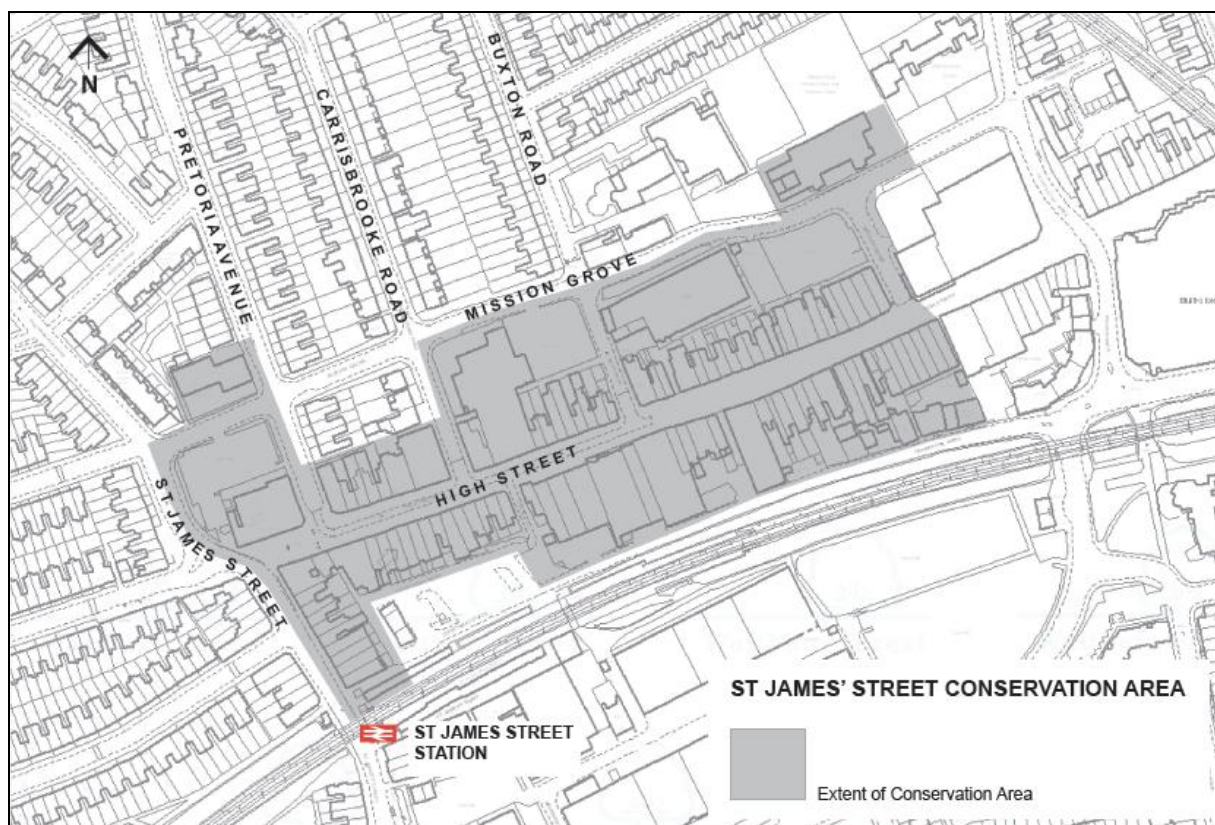 N
PRETORIA AVENUE
CARRISBROOKE ROAD
BUXTON ROAD
MISSION GROVE
HIGH STREET
ST JAMES STREET
ST JAMES STREET
STATION
ST JAMES' STREET CONSERVATION AREA
Extent of Conservation Area